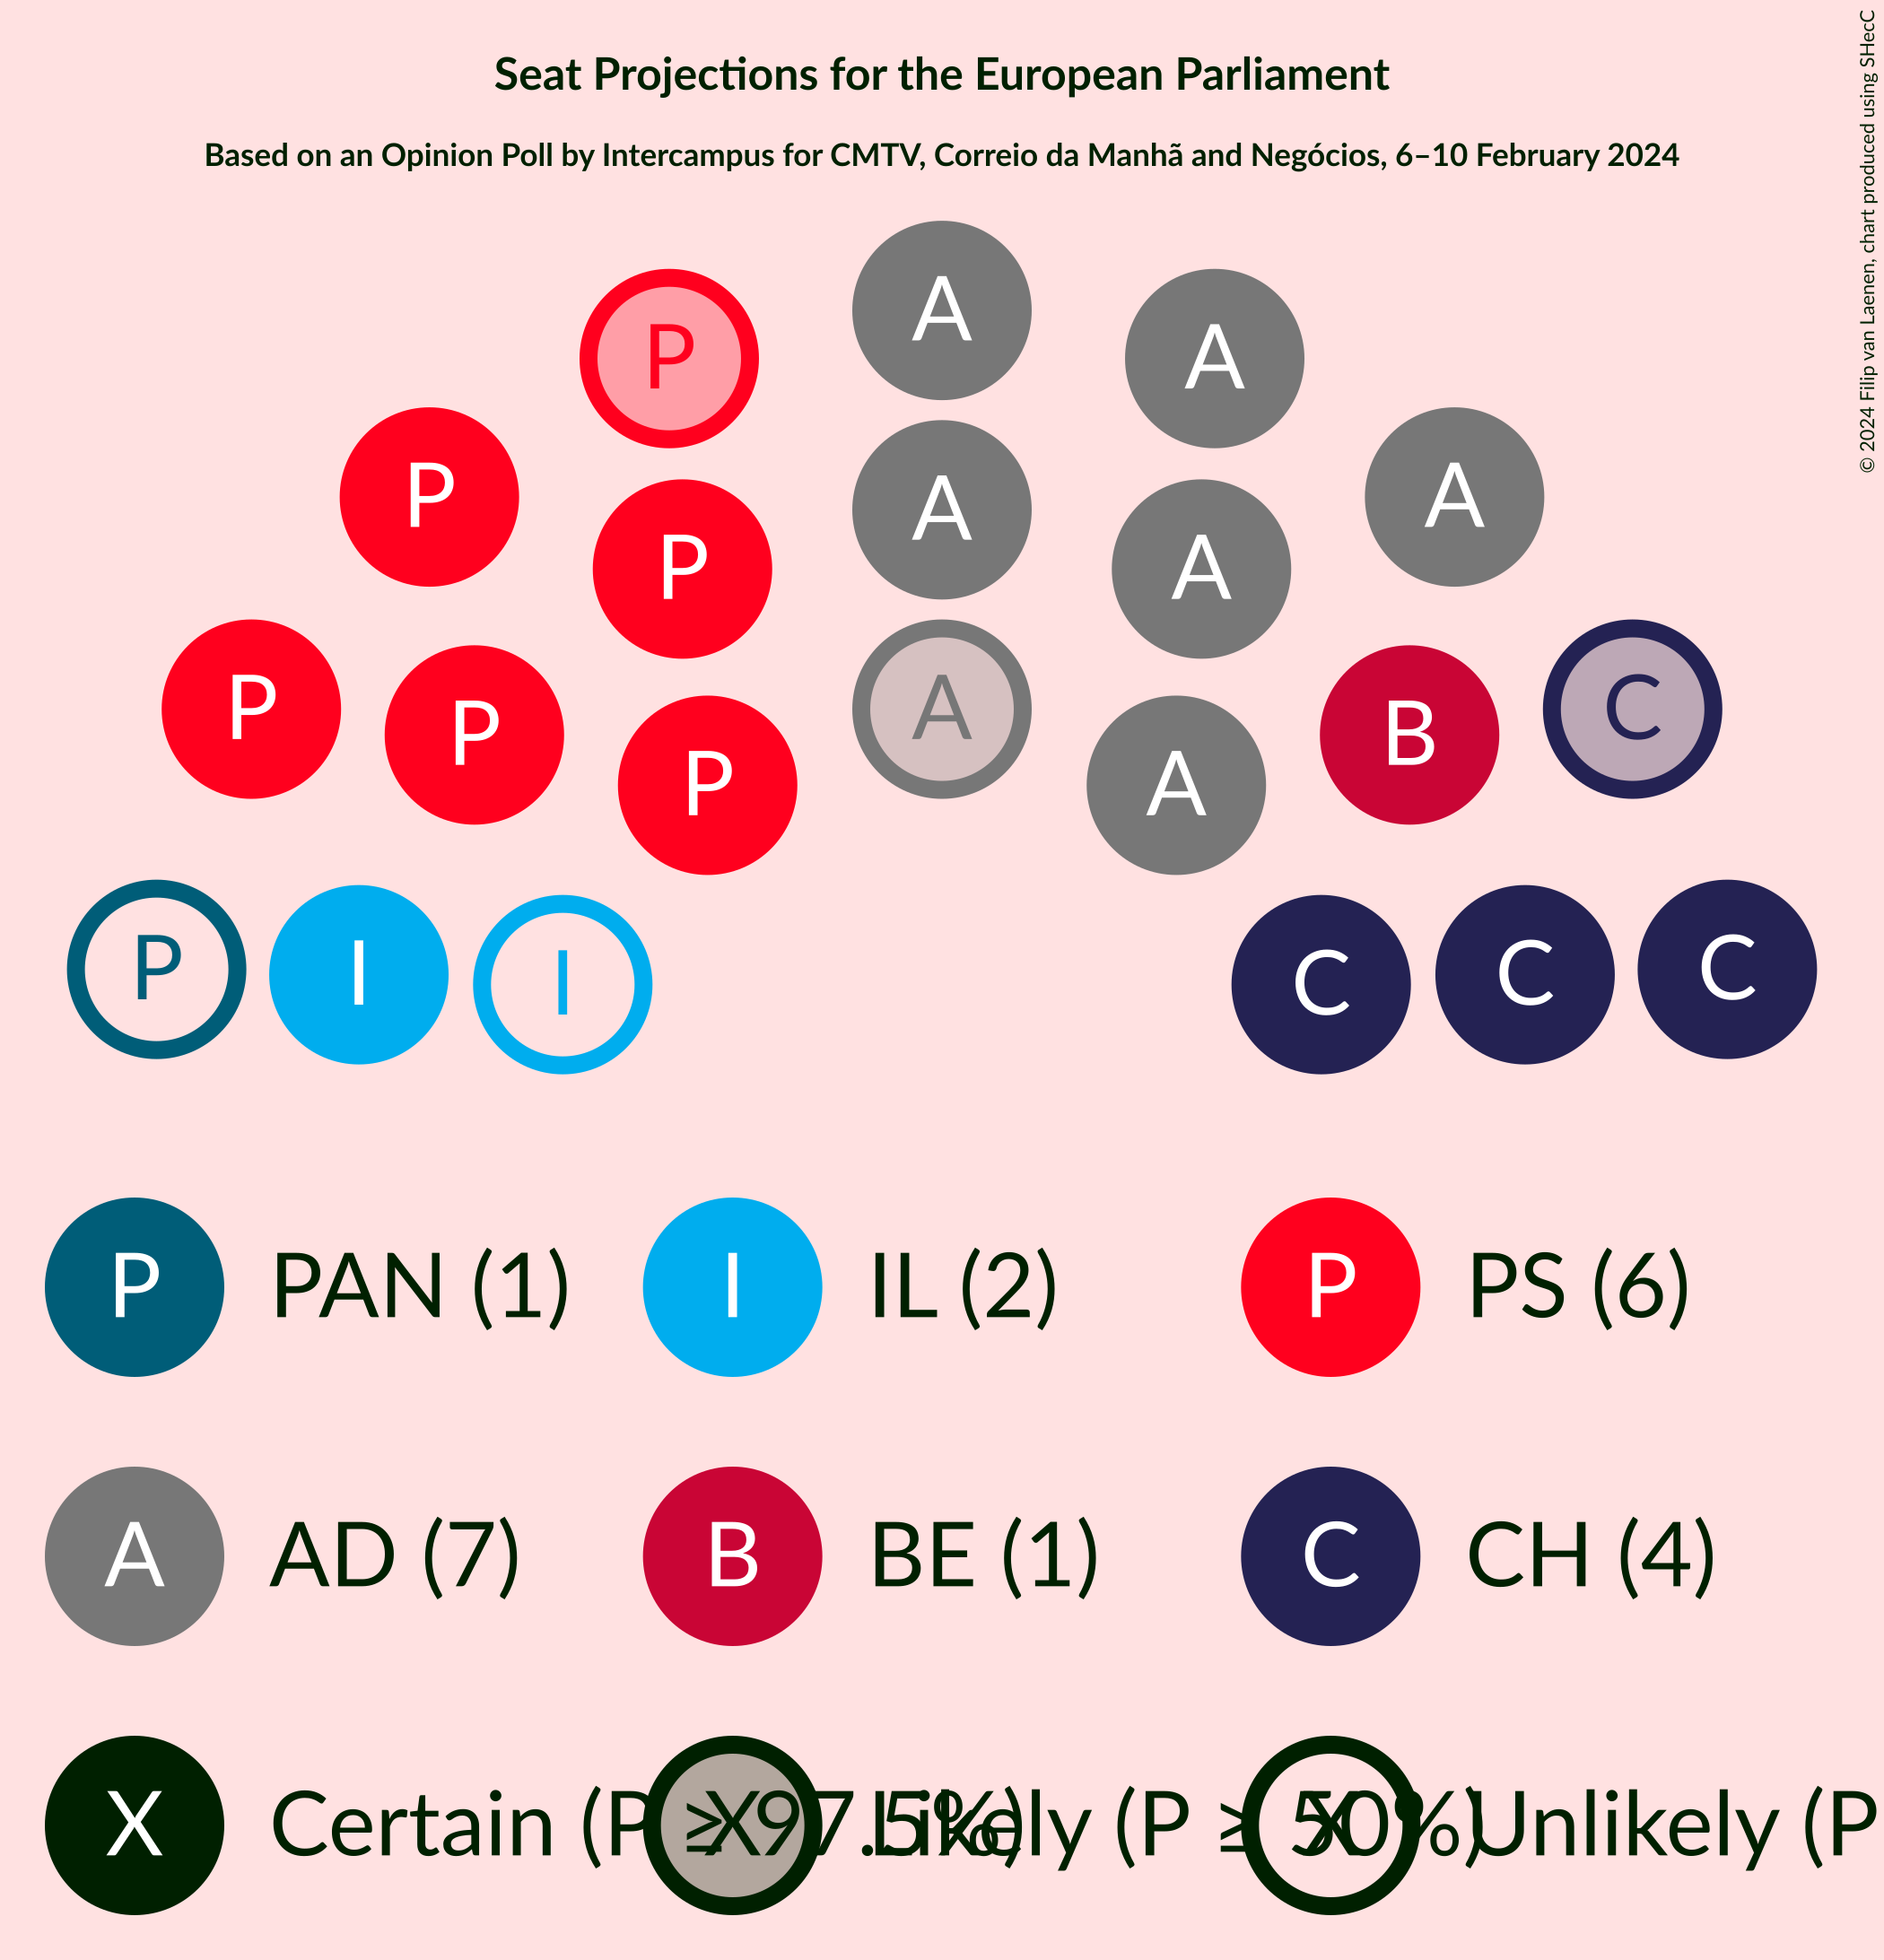 Seat Projections for the European Parliament
Based on an Opinion Poll by Intercampus for CMTV, Correio da Manhã and Negócios, 6–10 February 2024
© 2024 Filip van Laenen, chart produced using SHecC
A
P A
A
P A
A
P A
P C
P A
P B
P A
P I C
I C
C
P PAN (1) I IL (2) P PS (6)
A AD (7) B BE (1) C CH (4)
X Certain (P ≥ 97.5%) X Likely (P ≥ 50%) X Unlikely (P